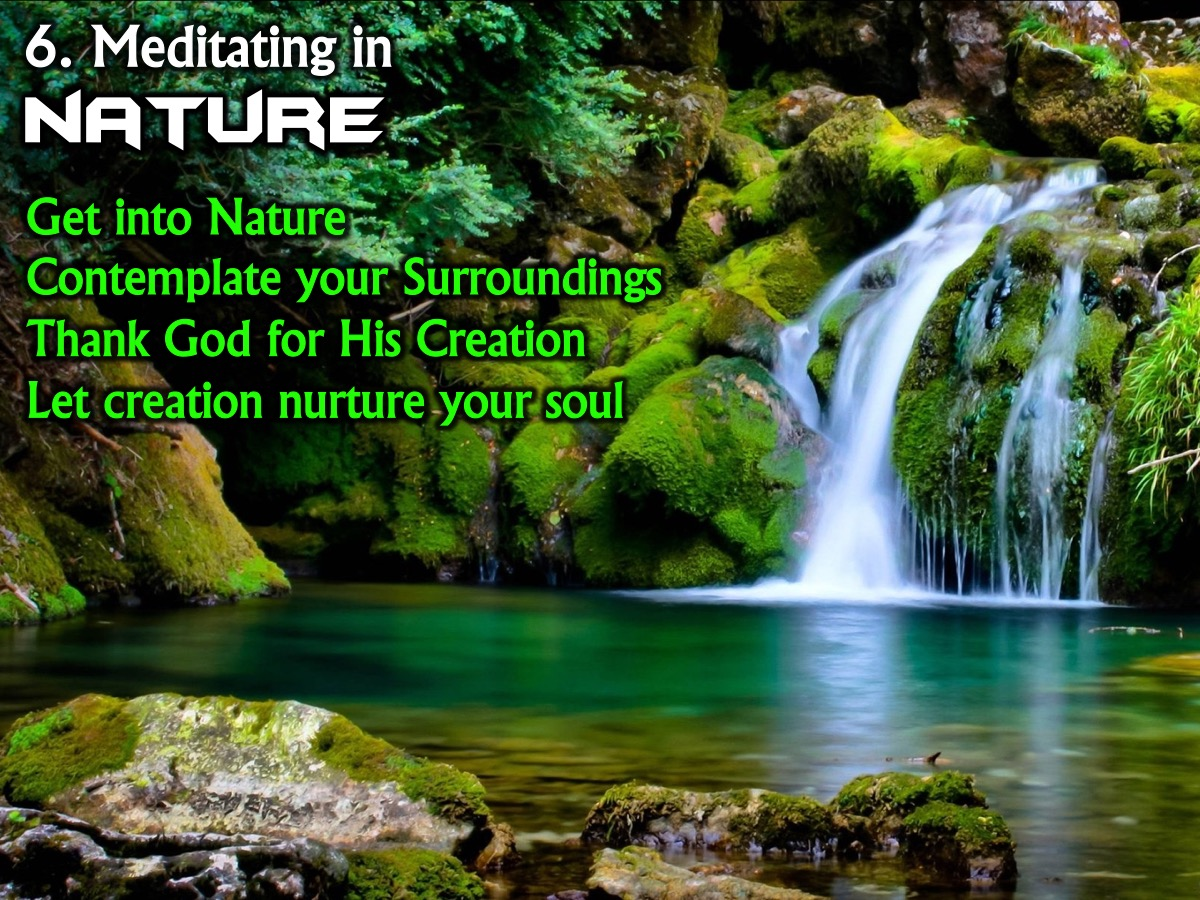 6. Meditating in
NATURE
Get into Nature
Contemplate your Surroundings
Thank God for His Creation
Let creation nurture your soul